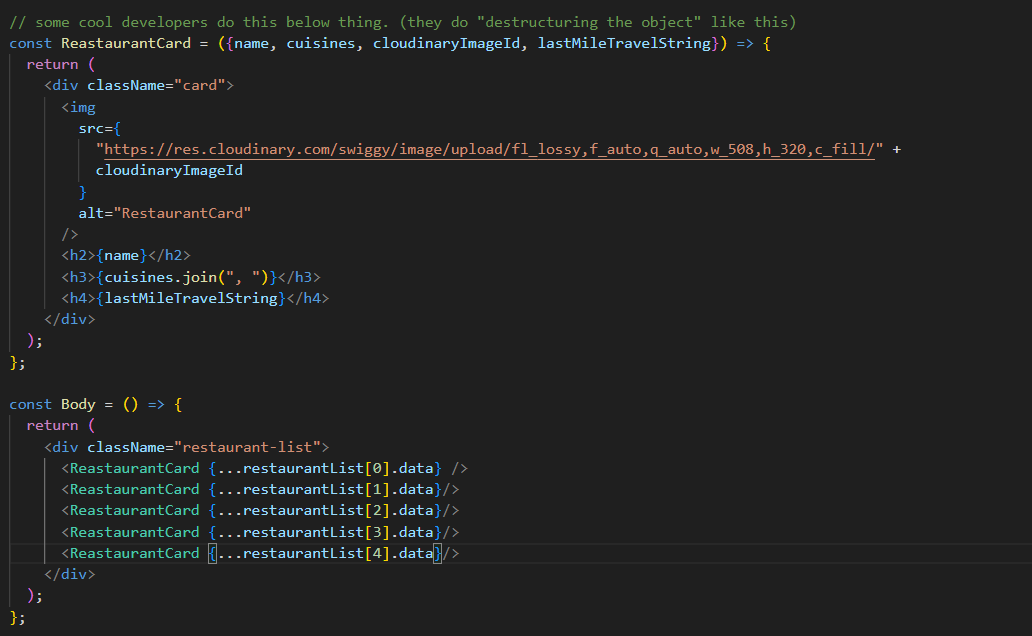 // some cool developers do this below thing. (they do "destructuring the object" like this)
const ReastaurantCard = ({name, cuisines, cloudinaryImageId, lastMileTravelString}) => {
return (
<div className="card">
<img
src={
"https://res.cloudinary.com/swiggy/image/upload/fl_lossy,f_auto,q_auto,w_508,h_320,c_fill/" +
cloudinaryImageId
}
alt="RestaurantCard"
/>
<h2>{name}</h2>
<h3>{cuisines.join(", ")}</h3>
<h4>{lastMileTravelString}</h4>
</div>
);
};
const Body = () => {
return (
<div className="restaurant-list">
<ReastaurantCard {...restaurantList[0].data} />
<ReastaurantCard {...restaurantList[1].data}/>
<ReastaurantCard {...restaurantList[2].data}/>
<ReastaurantCard {...restaurantList[3].data}/>
<ReastaurantCard {...restaurantList[4].data}/>
</div>
);
};